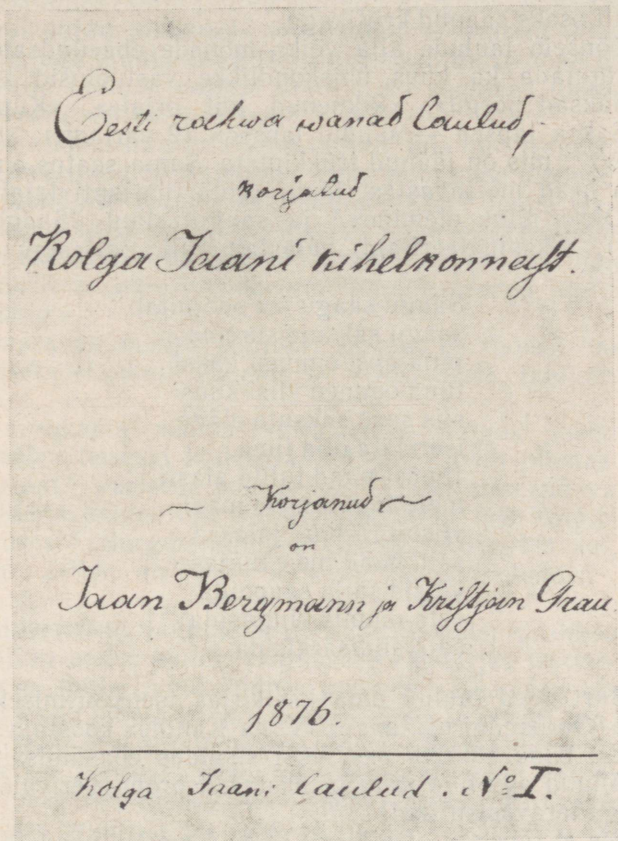 Eesti rahwa wanad laulud,
korjatud
Kolga Jaani kihelkonnast.
~ Korjanud ~
on
Jaan Bergmann ja Kristjan Grau.
1876.
Kolga Jaani laulud. No I.